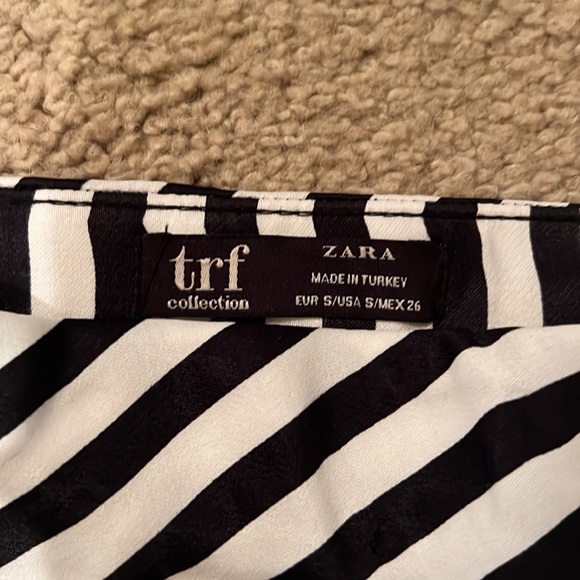 trf
collection
ZARA
MADE IN TURKEY
EUR S/USA S/MEX 26